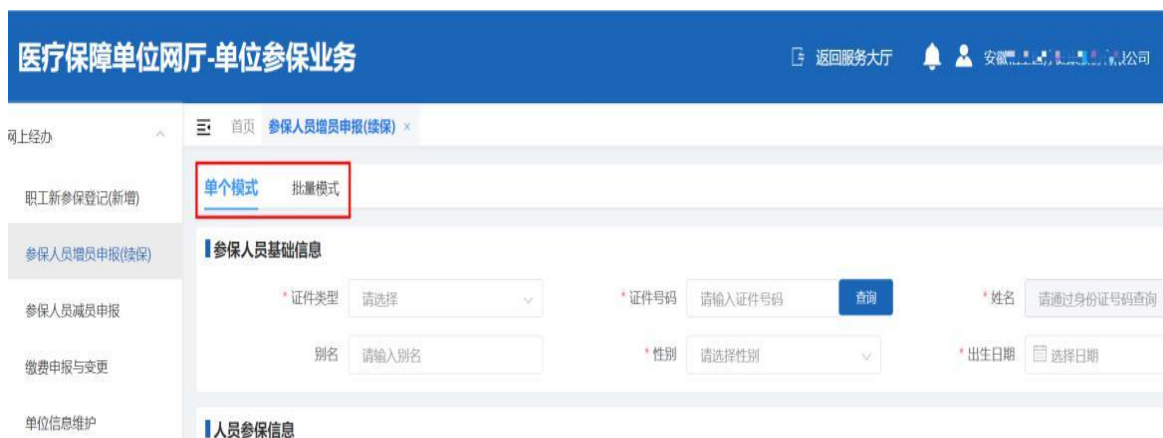 医疗保障单位网厅-单位参保业务
返回服务大厅
安徽
公司
网上经办
首页 参保人员增员申报(续保) ×
职工新参保登记(新增)
单个模式 批量模式
参保人员增员申报(续保)
参保人员基础信息
* 证件类型 请选择 * 证件号码 请输入证件号码 查询 * 姓名 请通过身份证号码查询
参保人员减员申报
别名 请输入别名 * 性别 请选择性别 * 出生日期 选择日期
缴费申报与变更
单位信息维护
人员参保信息